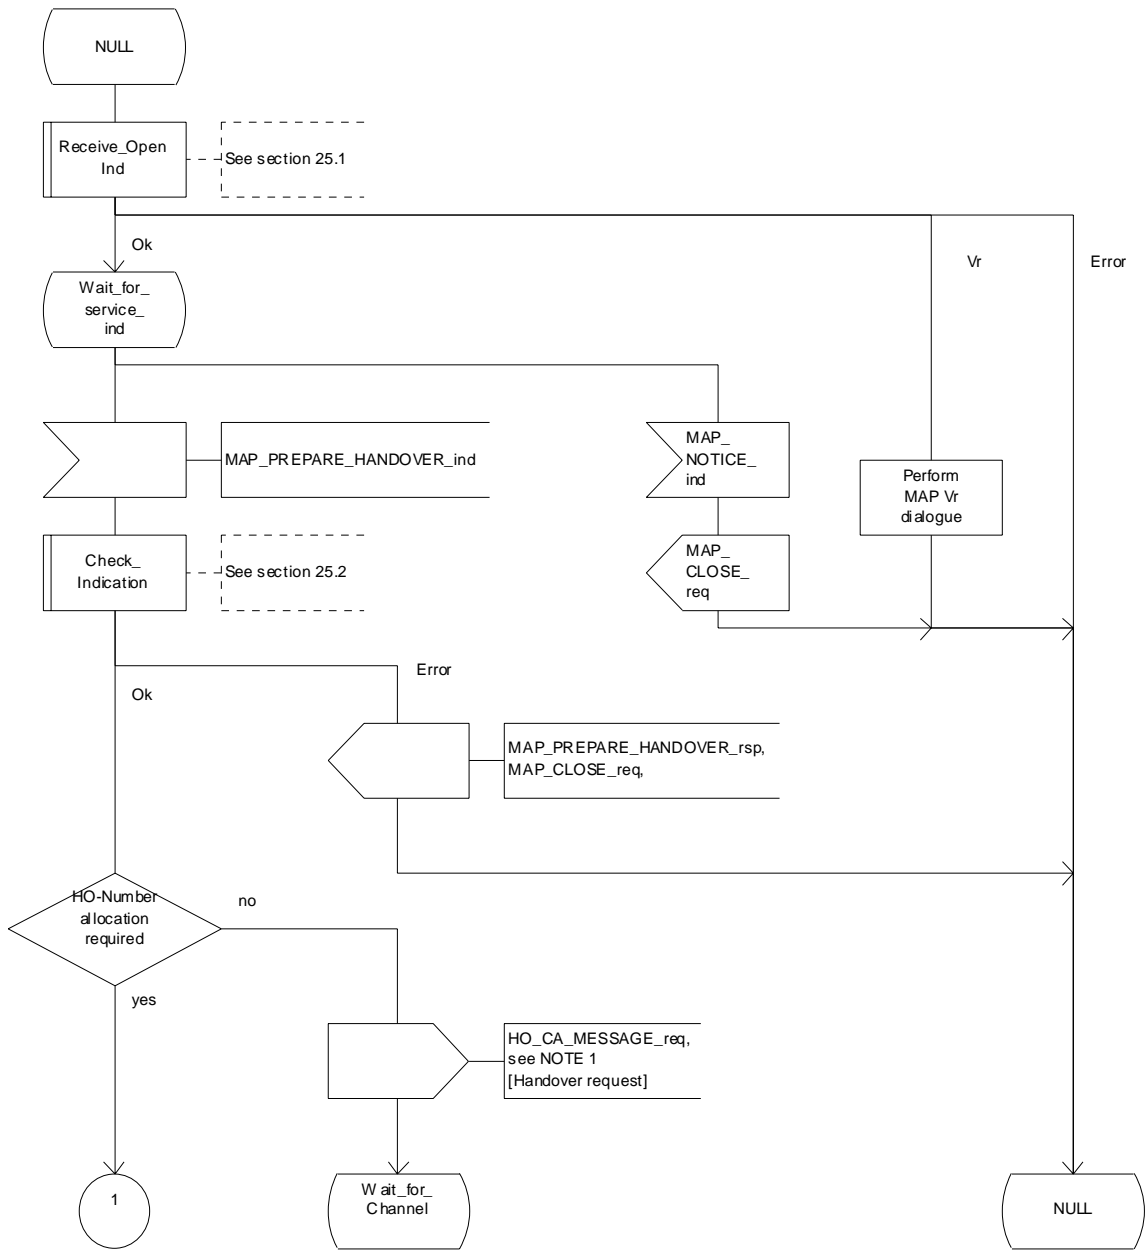 NULL
Receive_Open
Ind
See section 25.1
Ok
Vr
Error
Wait_for_
service_
ind
MAP_PREPARE_HANDOVER_ind
MAP_
NOTICE_
ind
Perform
MAP Vr
dialogue
Check_
Indication
See section 25.2
MAP_
CLOSE_
req
Error
Ok
MAP_PREPARE_HANDOVER_rsp,
MAP_CLOSE_req,
HO-Number
allocation
required
no
yes
HO_CA_MESSAGE_req,
see NOTE 1
[Handover request]
1
Wait_for_
Channel
NULL